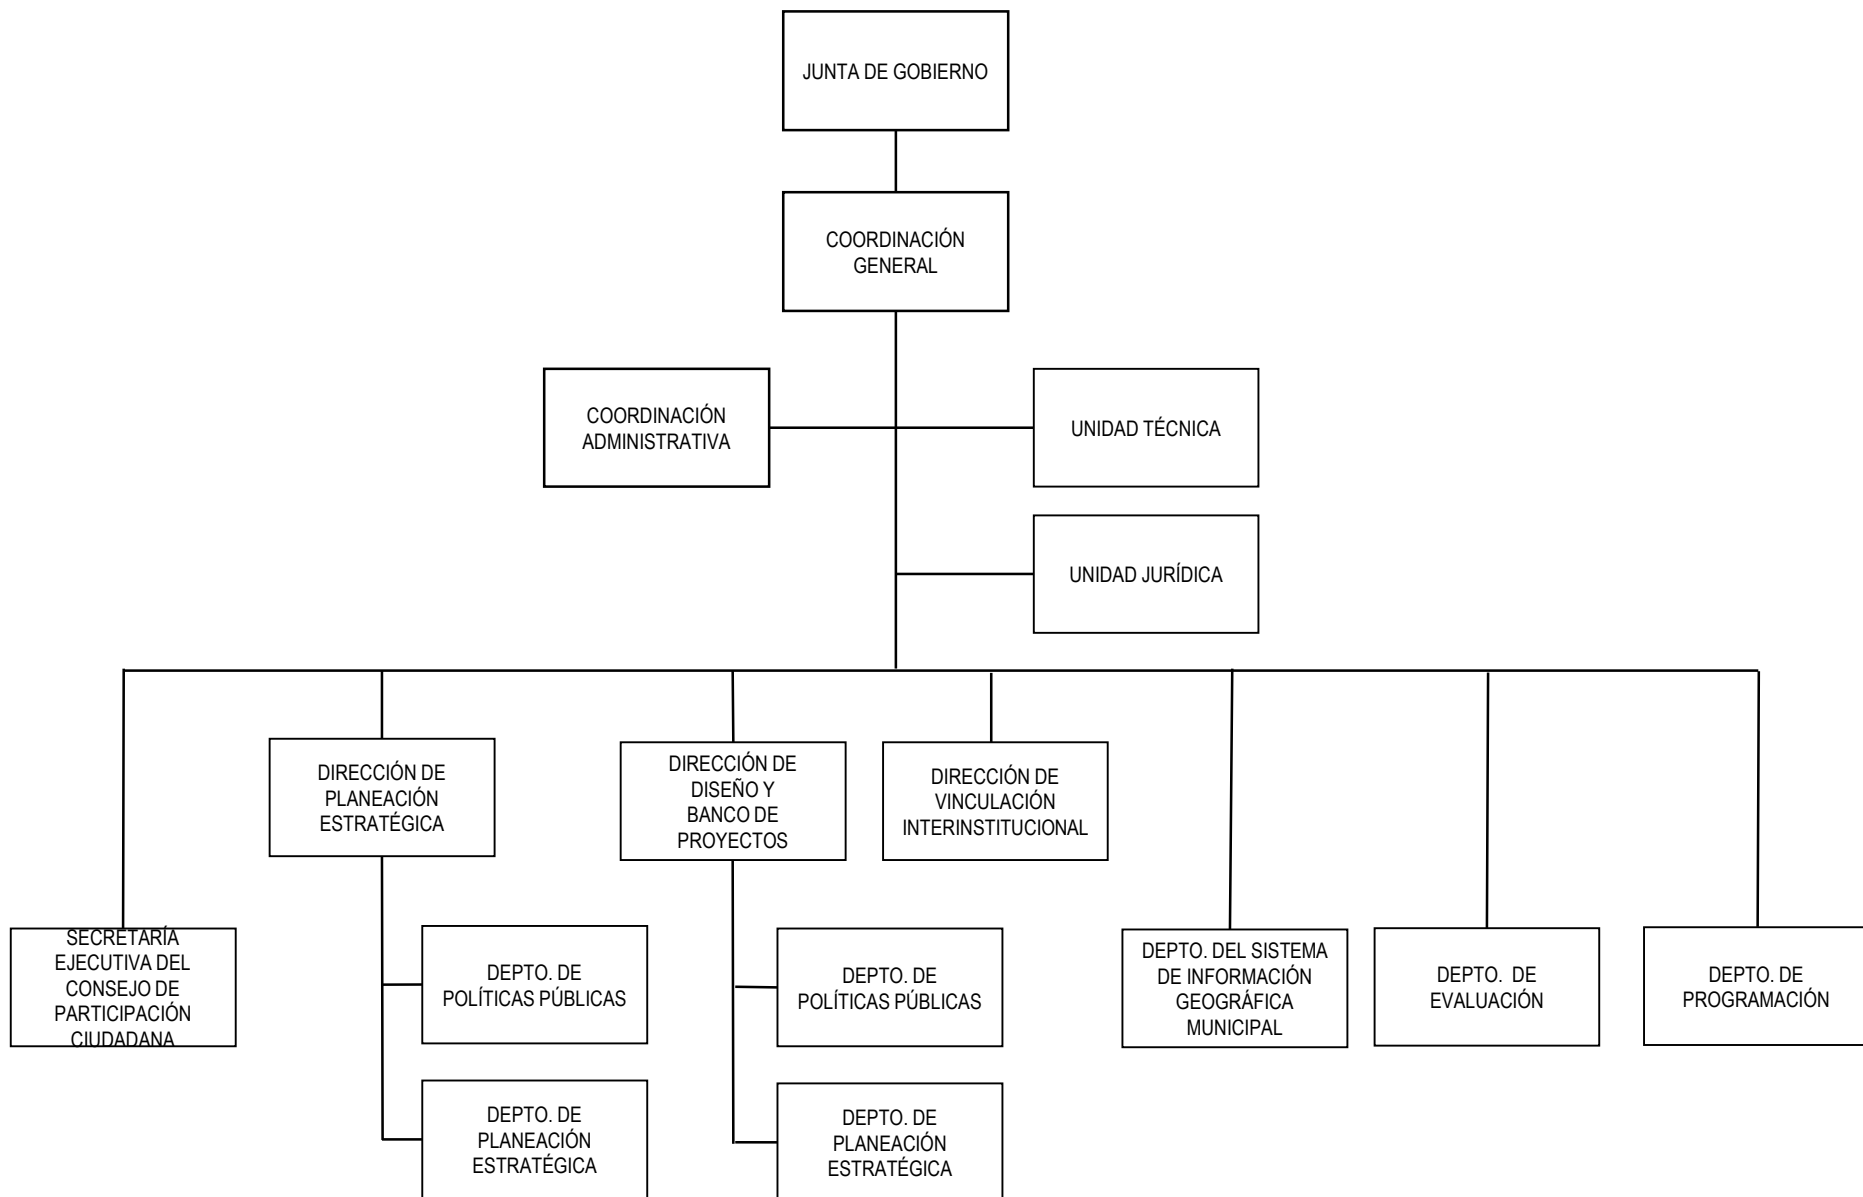 JUNTA DE GOBIERNO
COORDINACIÓN
GENERAL
COORDINACIÓN
ADMINISTRATIVA
UNIDAD TÉCNICA
UNIDAD JURÍDICA
DIRECCIÓN DE
PLANEACIÓN
ESTRATÉGICA
DIRECCIÓN DE
DISEÑO Y
BANCO DE
PROYECTOS
DIRECCIÓN DE
VINCULACIÓN
INTERINSTITUCIONAL
SECRETARÍA
EJECUTIVA DEL
CONSEJO DE
PARTICIPACIÓN
CIUDADANA
DEPTO. DE
POLÍTICAS PÚBLICAS
DEPTO. DE
POLÍTICAS PÚBLICAS
DEPTO. DEL SISTEMA
DE INFORMACIÓN
GEOGRÁFICA
MUNICIPAL
DEPTO. DE
EVALUACIÓN
DEPTO. DE
PROGRAMACIÓN
DEPTO. DE
PLANEACIÓN
ESTRATÉGICA
DEPTO. DE
PLANEACIÓN
ESTRATÉGICA